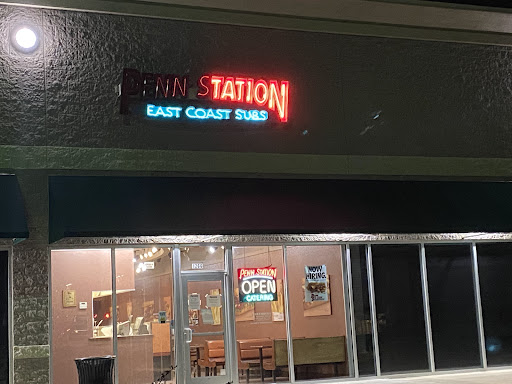 PENN STATION
EAST COAST SUBS
PENN STATION
OPEN
CATERING
NOW
HIRING